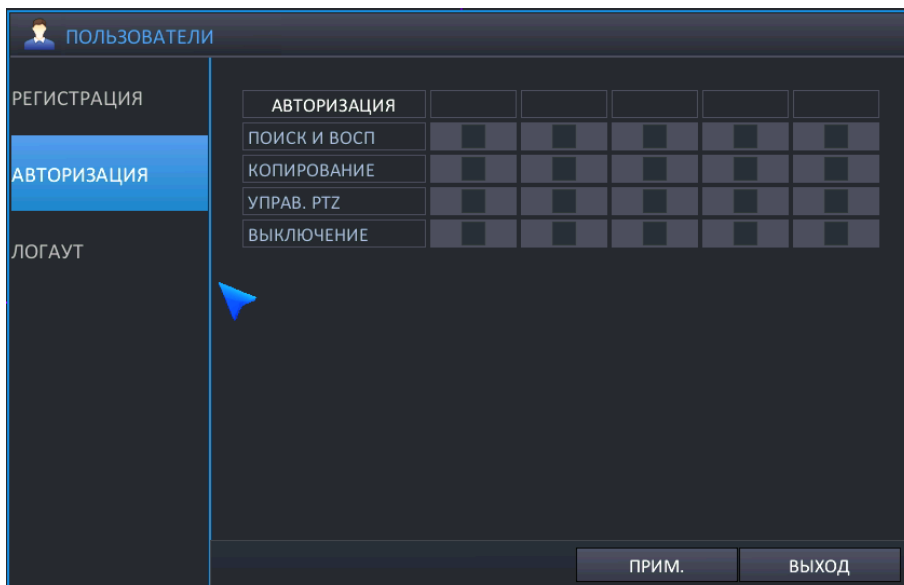 ПОЛЬЗОВАТЕЛИ
РЕГИСТРАЦИЯ
АВТОРИЗАЦИЯ
ЛОГАУТ
АВТОРИЗАЦИЯ
ПОИСК И ВОСП
КОПИРОВАНИЕ
УПРАВ. PTZ
ВЫКЛЮЧЕНИЕ
ПРИМ.
ВЫХОД